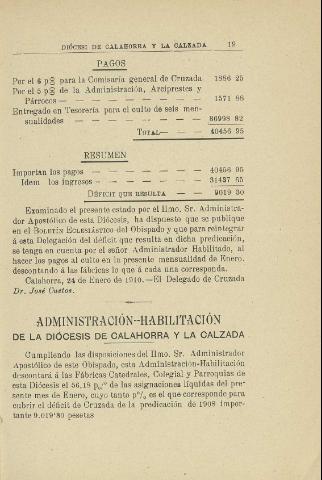 DIÓCESI DE CALAHORRA Y LA CALZADA 19
PAGOS
Por el 6 p‰ para la Comisaría general de Cruzada 1886 25
Por el 5 p‰ de la Administración, Arciprestes y
Párrocos — — — — — — — 1571 88
Entregado en Tesorería para el culto de seis men-
sualidades — — — — — — 36998 82
TOTAL — — — 40456 95
RESUMEN
Importan los pagos — — — — — 40456 95
Idem los ingresos — — — — — 31437 65
DÉFICIT QUE RESULTA — — 9019 30
Examinado el presente estado por el Ilmo. Sr. Administra-
dor Apostólico de esta Diócesis, ha dispuesto que se publique
en el BOLETÍN ECLESIÁSTICO del Obispado y que para reintegrar
á esta Delegación del déficit que resulta en dicha predicación,
se tenga en cuenta por el señor Administrador Habilitado, al
hacer los pagos al culto en la presente mensualidad de Enero,
descontando á las fábricas lo que á cada una corresponda.
Calahorra, 24 de Enero de 1910.—El Delegado de Cruzada
Dr. José Castos.
ADMINISTRACIÓN--HABILITACIÓN
DE LA DIÓCESIS DE CALAHORRA Y LA CALZADA
Cumpliendo las disposiciones del Ilmo. Sr. Administrador
Apostólico de este Obispado, esta Administración-Habilitación
descontará á las Fábricas Catedrales, Colegial y Parroquias de
esta Diócesis el 56,18 p% de las asignaciones líquidas del pre-
sente mes de Enero, cuyo tanto p%, es el que corresponde para
cubrir el déficit de Cruzada de la predicación de 1908 impor-
tante 9.019'30 pesetas